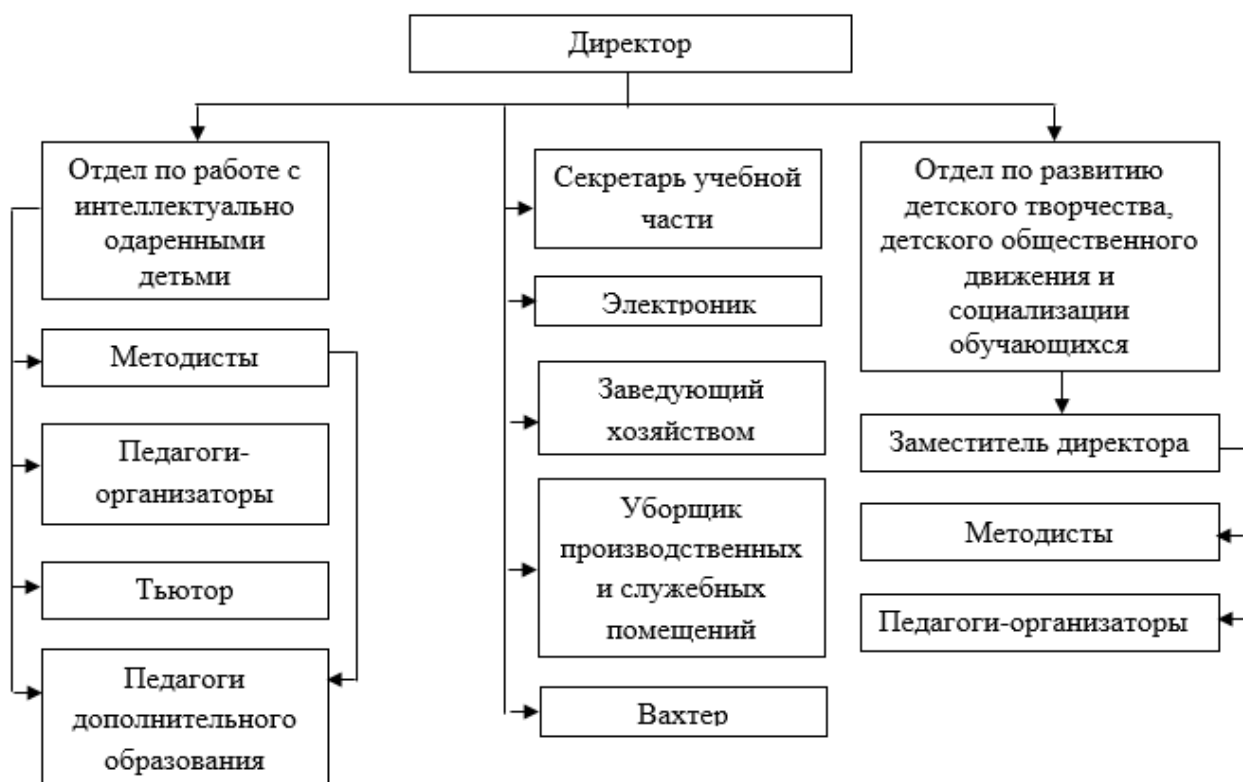 Директор
Отдел по работе с
интеллектуально
одаренными
детьми
Методисты
Педагоги-
организаторы
Тьютор
Педагоги
дополнительного
образования
Секретарь учебной
части
Электроник
Заведующий
хозяйством
Уборщик
производственных
и служебных
помещений
Вахтер
Отдел по развитию
детского творчества,
детского общественного
движения и
социализации
обучающихся
Заместитель директора
Методисты
Педагоги-организаторы